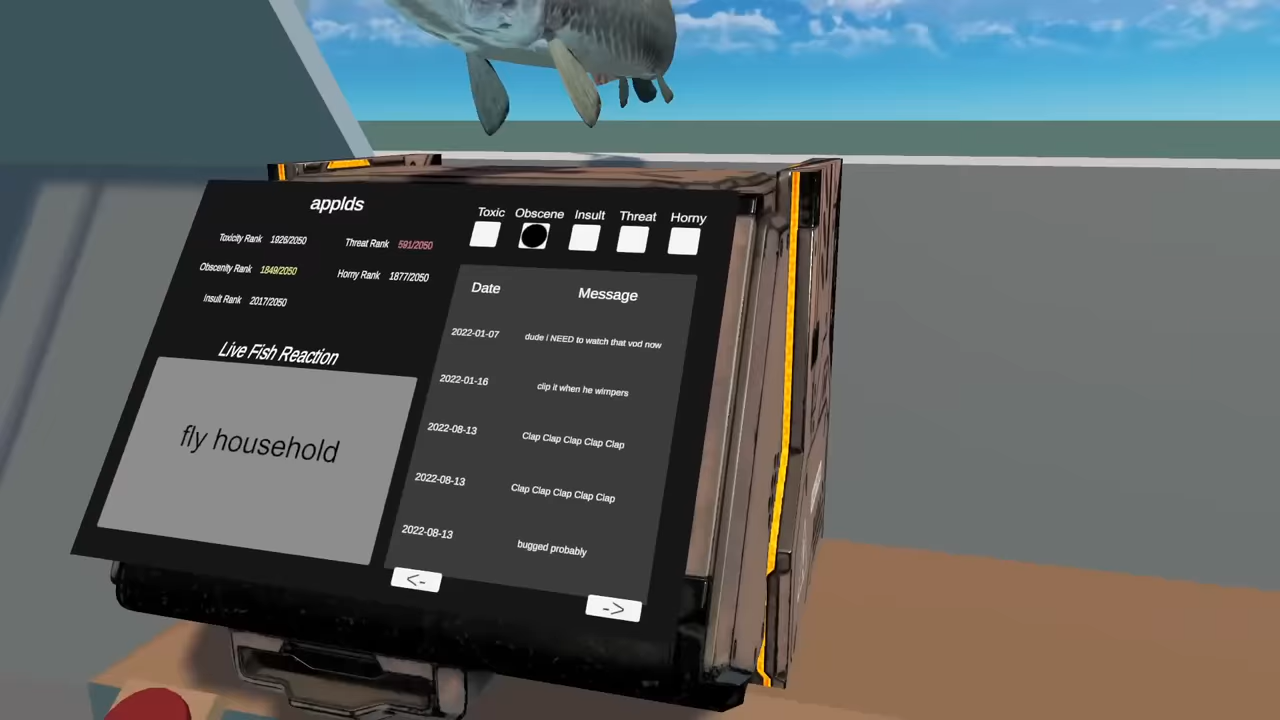 applds
Toxicity Rank 1926/2050
Threat Rank 591/2050
Obscenity Rank 1849/2050
Horny Rank 1877/2050
Insult Rank 2017/2050
Live Fish Reaction
fly household
Toxic Obscene Insult Threat Horny
Date Message
2022-01-07 dude i NEED to watch that vod now
2022-01-16 clip it when he wimpers
2022-08-13 Clap Clap Clap Clap Clap
2022-08-13 Clap Clap Clap Clap Clap
2022-08-13 bugged probably
<- ->